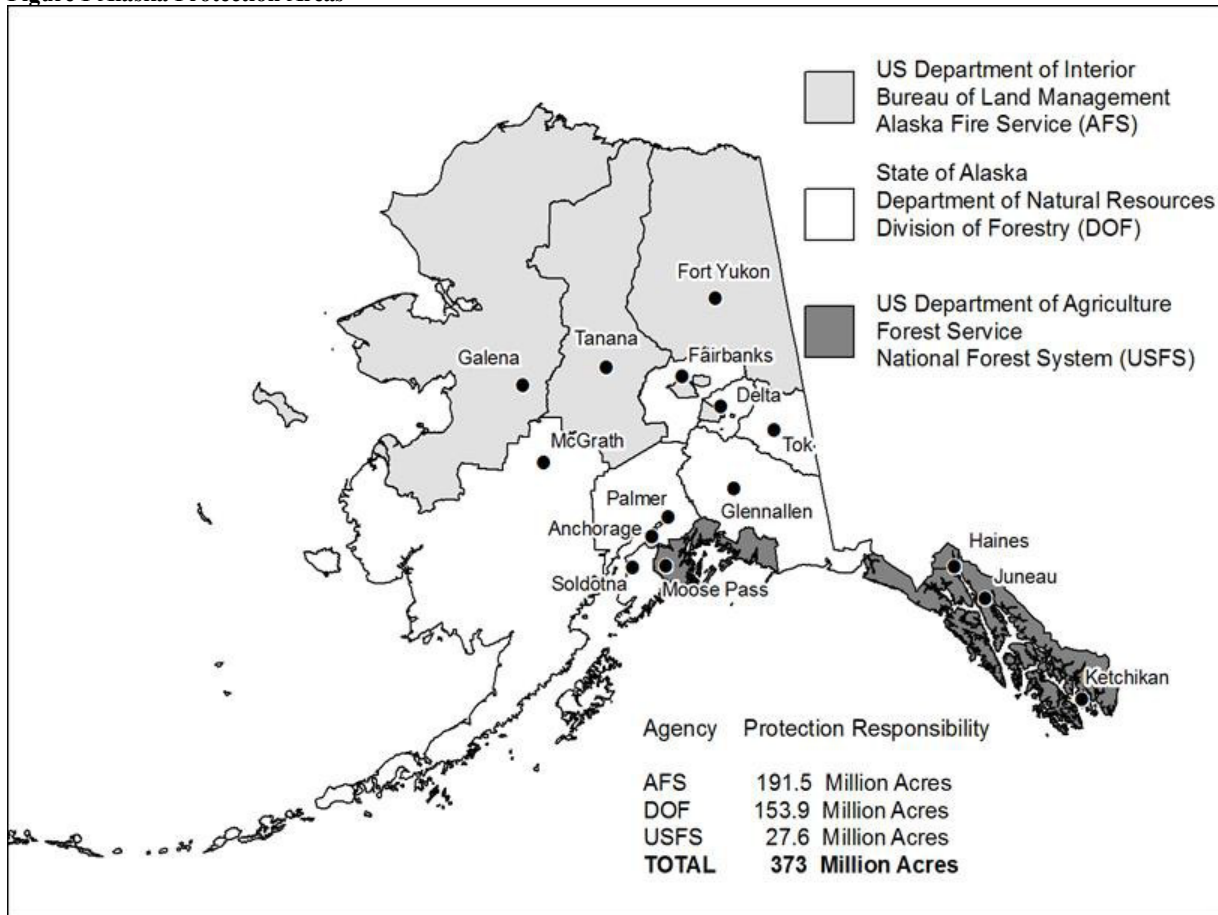 US Department of Interior
Bureau of Land Management
Alaska Fire Service (AFS)
State of Alaska
Department of Natural Resources
Division of Forestry (DOF)
US Department of Agriculture
Forest Service
National Forest System (USFS)
Fort Yukon
Tanana
Fairbanks
Galena
Delta
McGrath
Tok
Palmer
Glennallen
Anchorage
Haines
Soldotna
Moose Pass
Juneau
Ketchikan
Agency Protection Responsibility
AFS 191.5 Million Acres
DOF 153.9 Million Acres
USFS 27.6 Million Acres
TOTAL 373 Million Acres